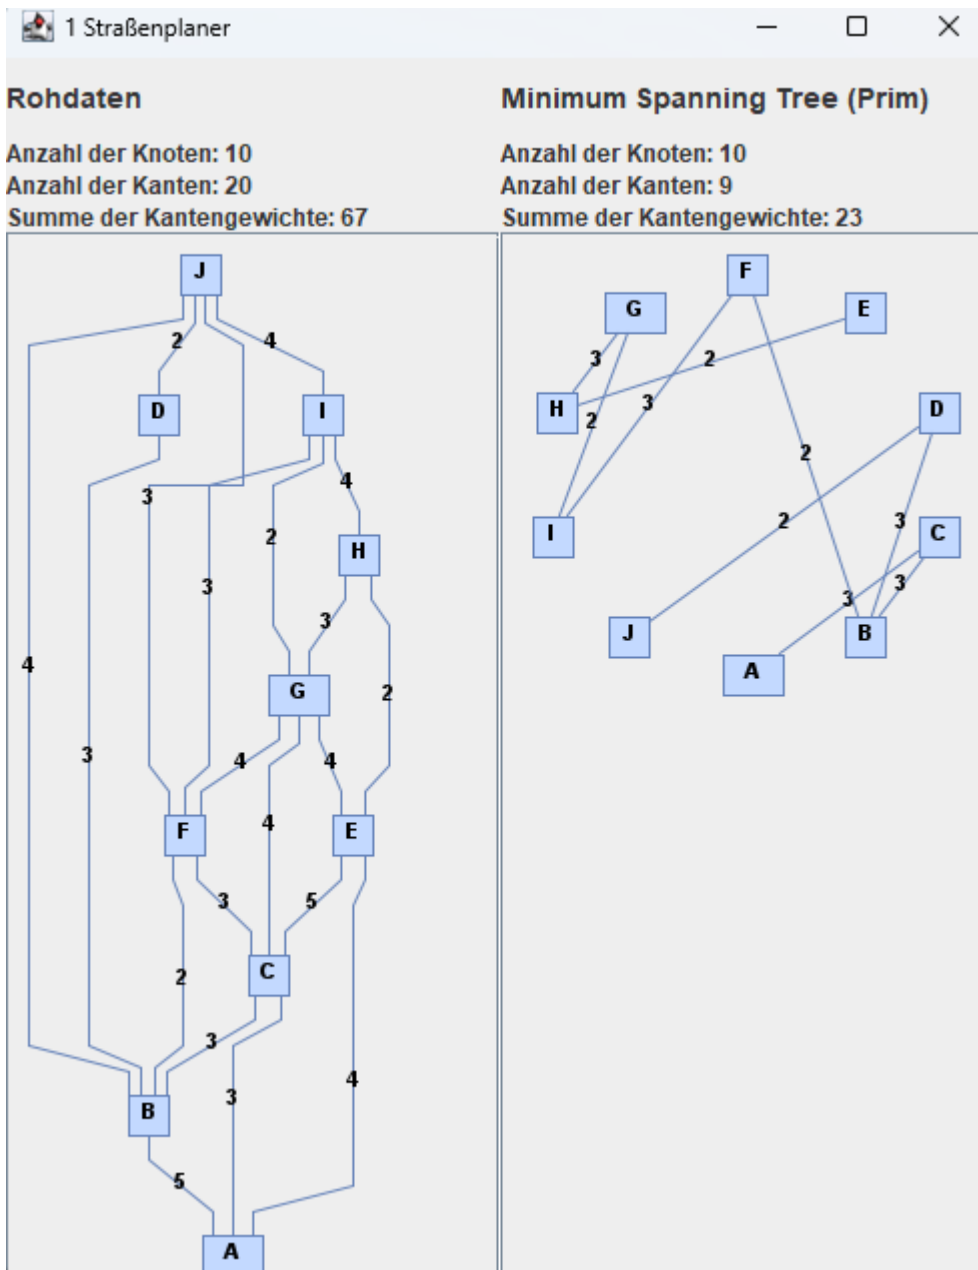 1 Straßenplaner
Rohdaten
Anzahl der Knoten: 10
Anzahl der Kanten: 20
Summe der Kantengewichte: 67
J
2
4
D
I
3
4
2
H
3
3
4
G
2
3
4
4
4
F
E
3
5
C
2
3
4
3
B
5
A
Minimum Spanning Tree (Prim)
Anzahl der Knoten: 10
Anzahl der Kanten: 9
Summe der Kantengewichte: 23
F
G
E
3
2
H
3
D
2
2
I
2
3
C
3
3
J
B
A